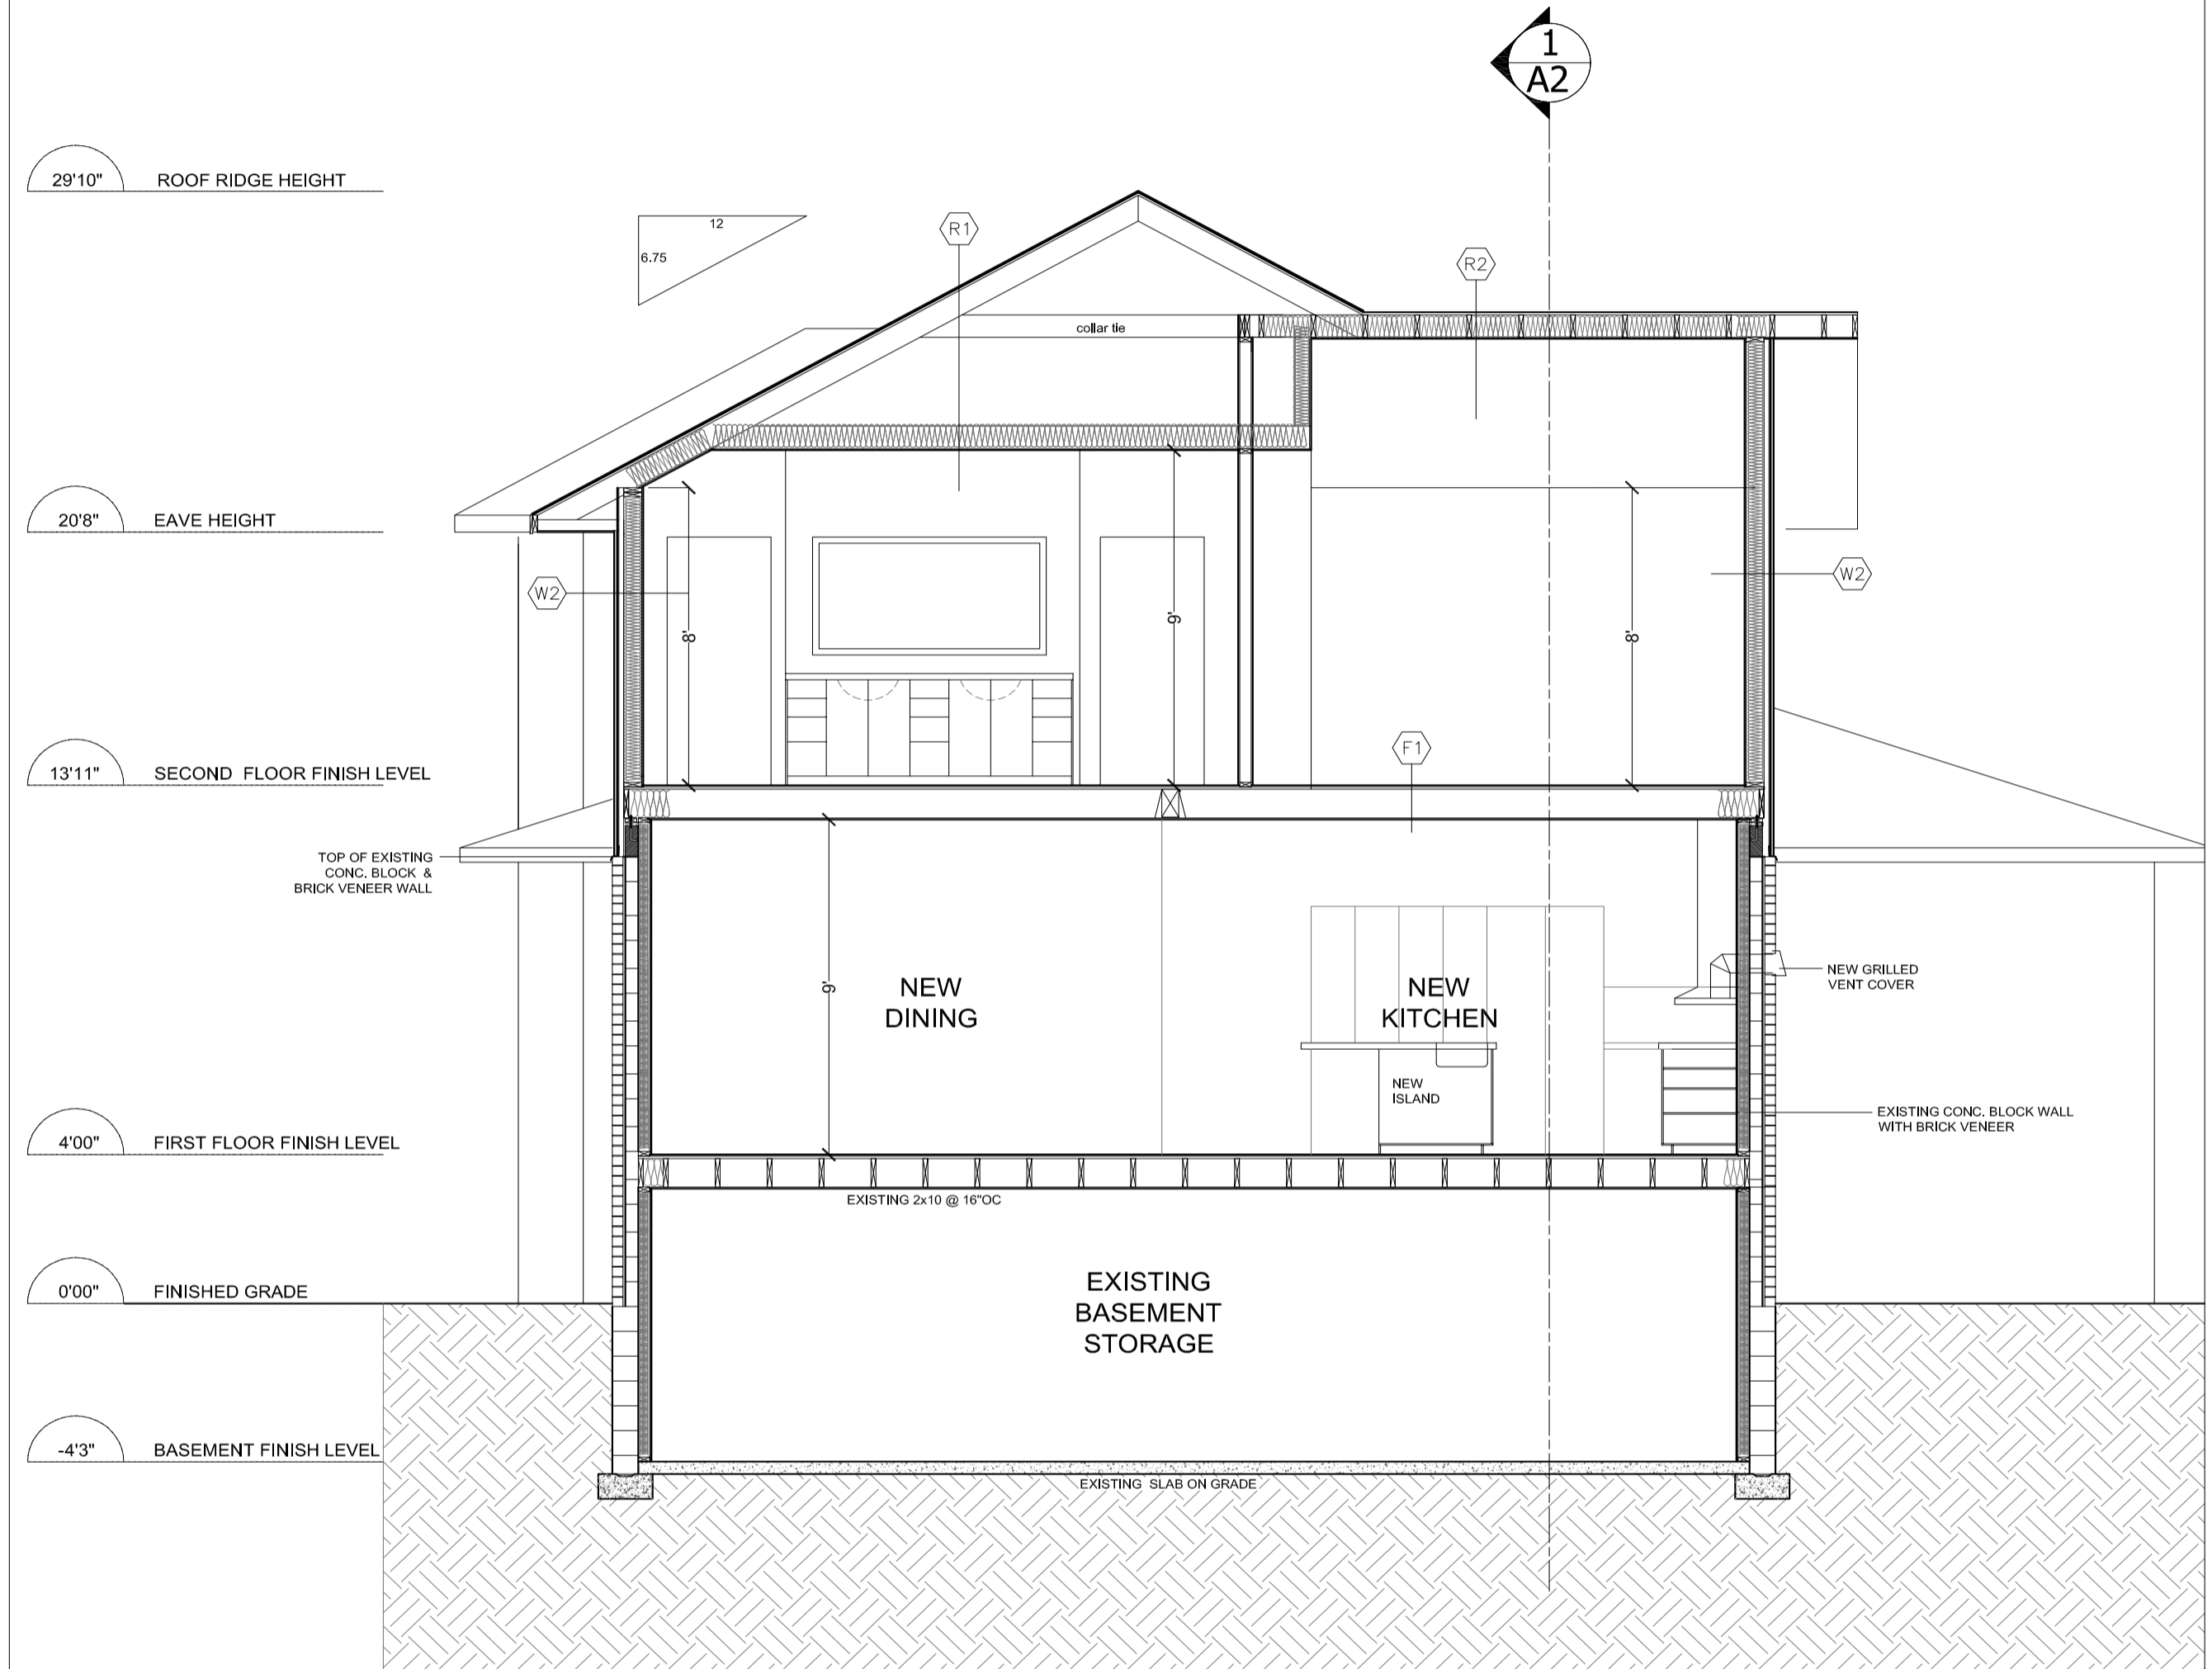 1
A2
29'10" ROOF RIDGE HEIGHT
12
6.75
R1
R2
collar tie
20'8" EAVE HEIGHT
W2
W2
8'
9'
8'
F1
13'11" SECOND FLOOR FINISH LEVEL
TOP OF EXISTING
CONC. BLOCK &
BRICK VENEER WALL
9'
NEW
DINING
NEW
KITCHEN
NEW GRILLED
VENT COVER
NEW
ISLAND
EXISTING CONC. BLOCK WALL
WITH BRICK VENEER
4'00" FIRST FLOOR FINISH LEVEL
EXISTING 2x10 @ 16"OC
0'00" FINISHED GRADE
EXISTING
BASEMENT
STORAGE
-4'3" BASEMENT FINISH LEVEL
EXISTING SLAB ON GRADE